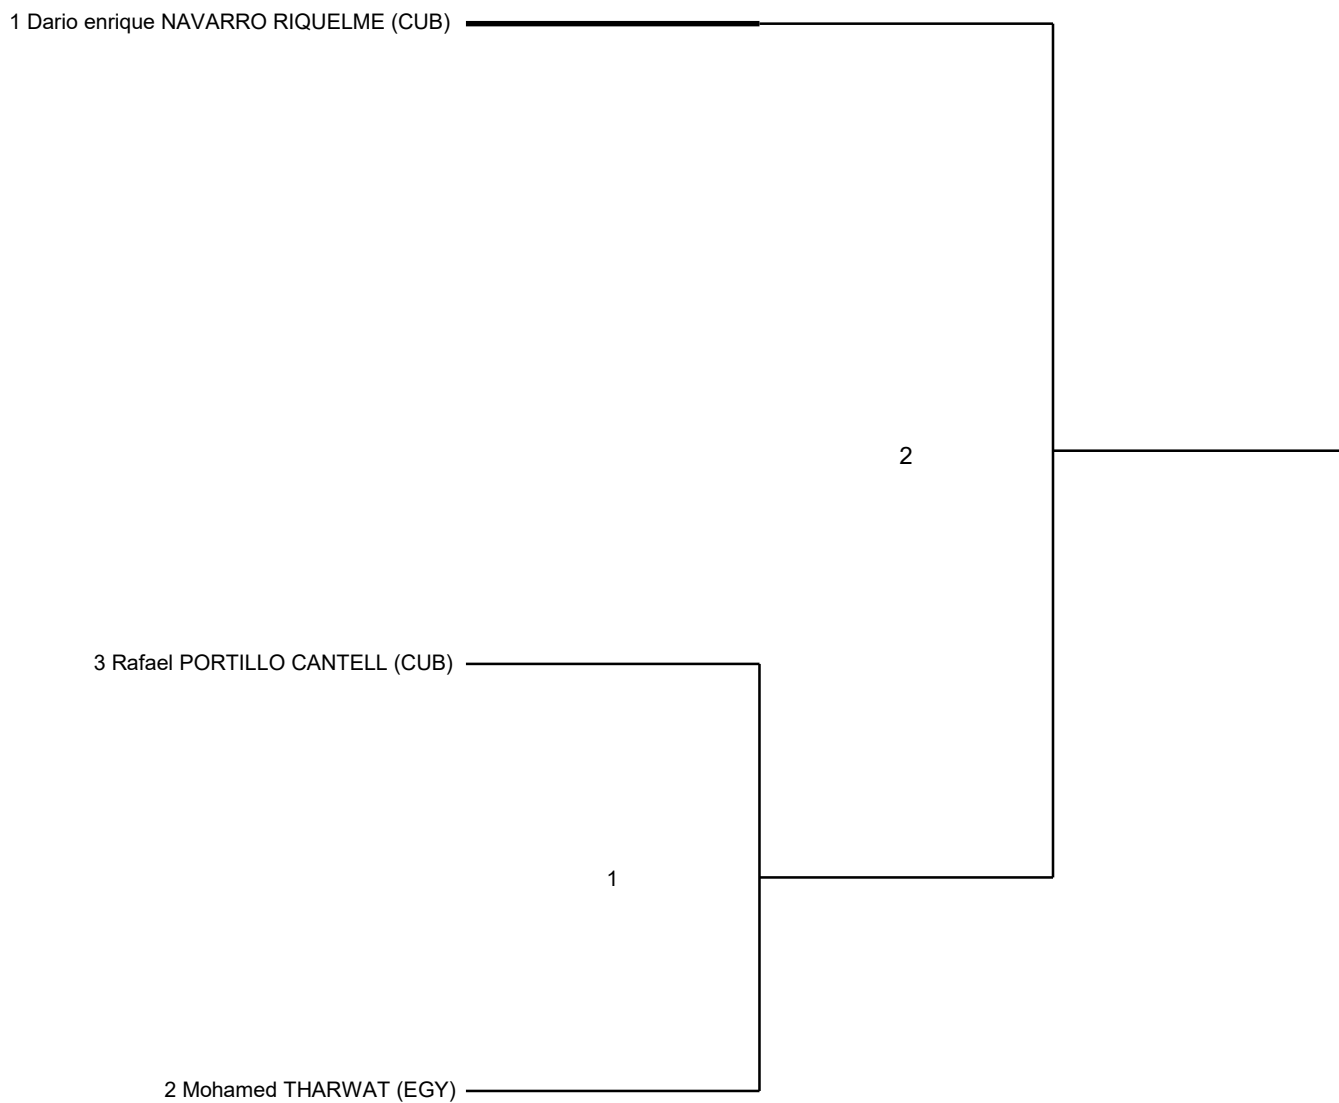 1 Dario enrique NAVARRO RIQUELME (CUB)
2
3 Rafael PORTILLO CANTELL (CUB)
1
2 Mohamed THARWAT (EGY)